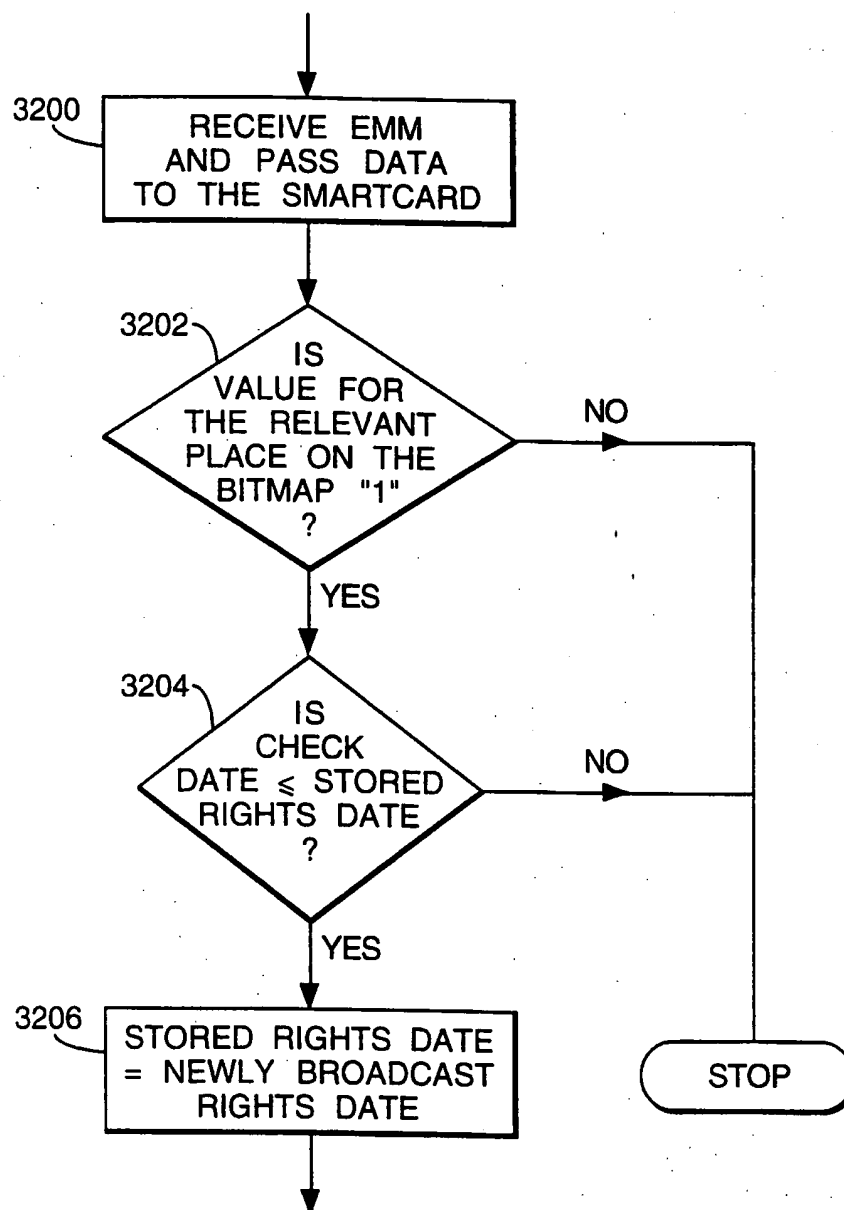 3200
RECEIVE EMM
AND PASS DATA
TO THE SMARTCARD
3202
IS
VALUE FOR
THE RELEVANT
PLACE ON THE
BITMAP "1"
?
NO
YES
3204
IS
CHECK
DATE ⩽ STORED
RIGHTS DATE
?
NO
YES
3206
STORED RIGHTS DATE
= NEWLY BROADCAST
RIGHTS DATE
STOP